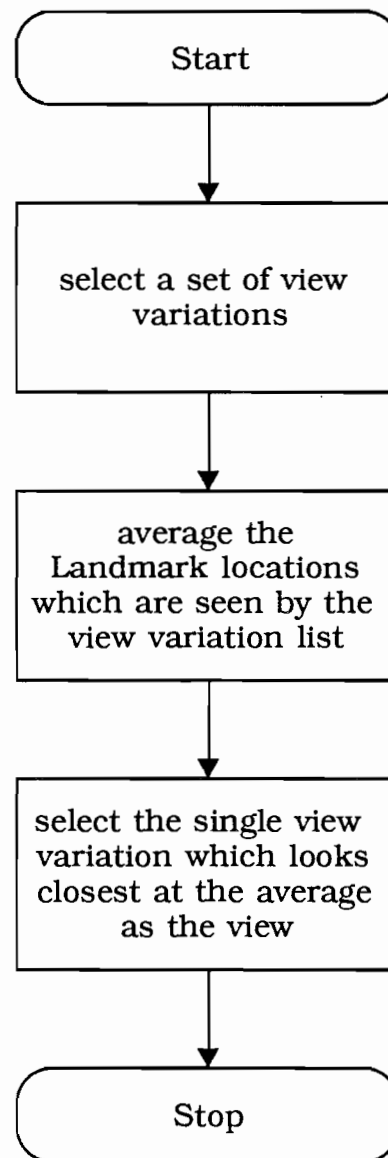 Start
select a set of view
variations
average the
Landmark locations
which are seen by the
view variation list
select the single view
variation which looks
closest at the average
as the view
Stop